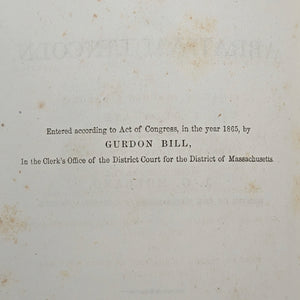 Entered according to Act of Congress, in the year 1865, by
GURDON BILL,
In the Clerk's Office of the District Court for the District of Massachusetts.